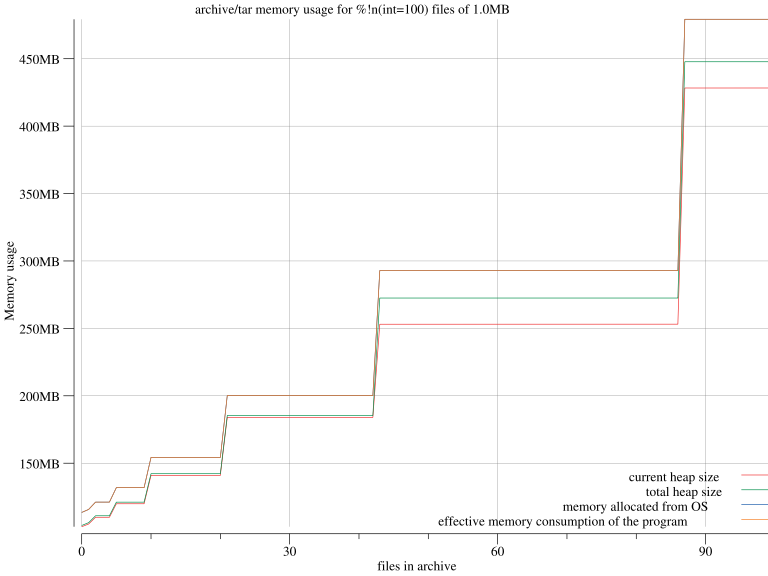 archive/tar memory usage for %!n(int=100) files of 1.0MB
450MB
400MB
350MB
300MB
250MB
200MB
150MB
Memory usage
current heap size
total heap size
memory allocated from OS
effective memory consumption of the program
0
30
60
90
files in archive